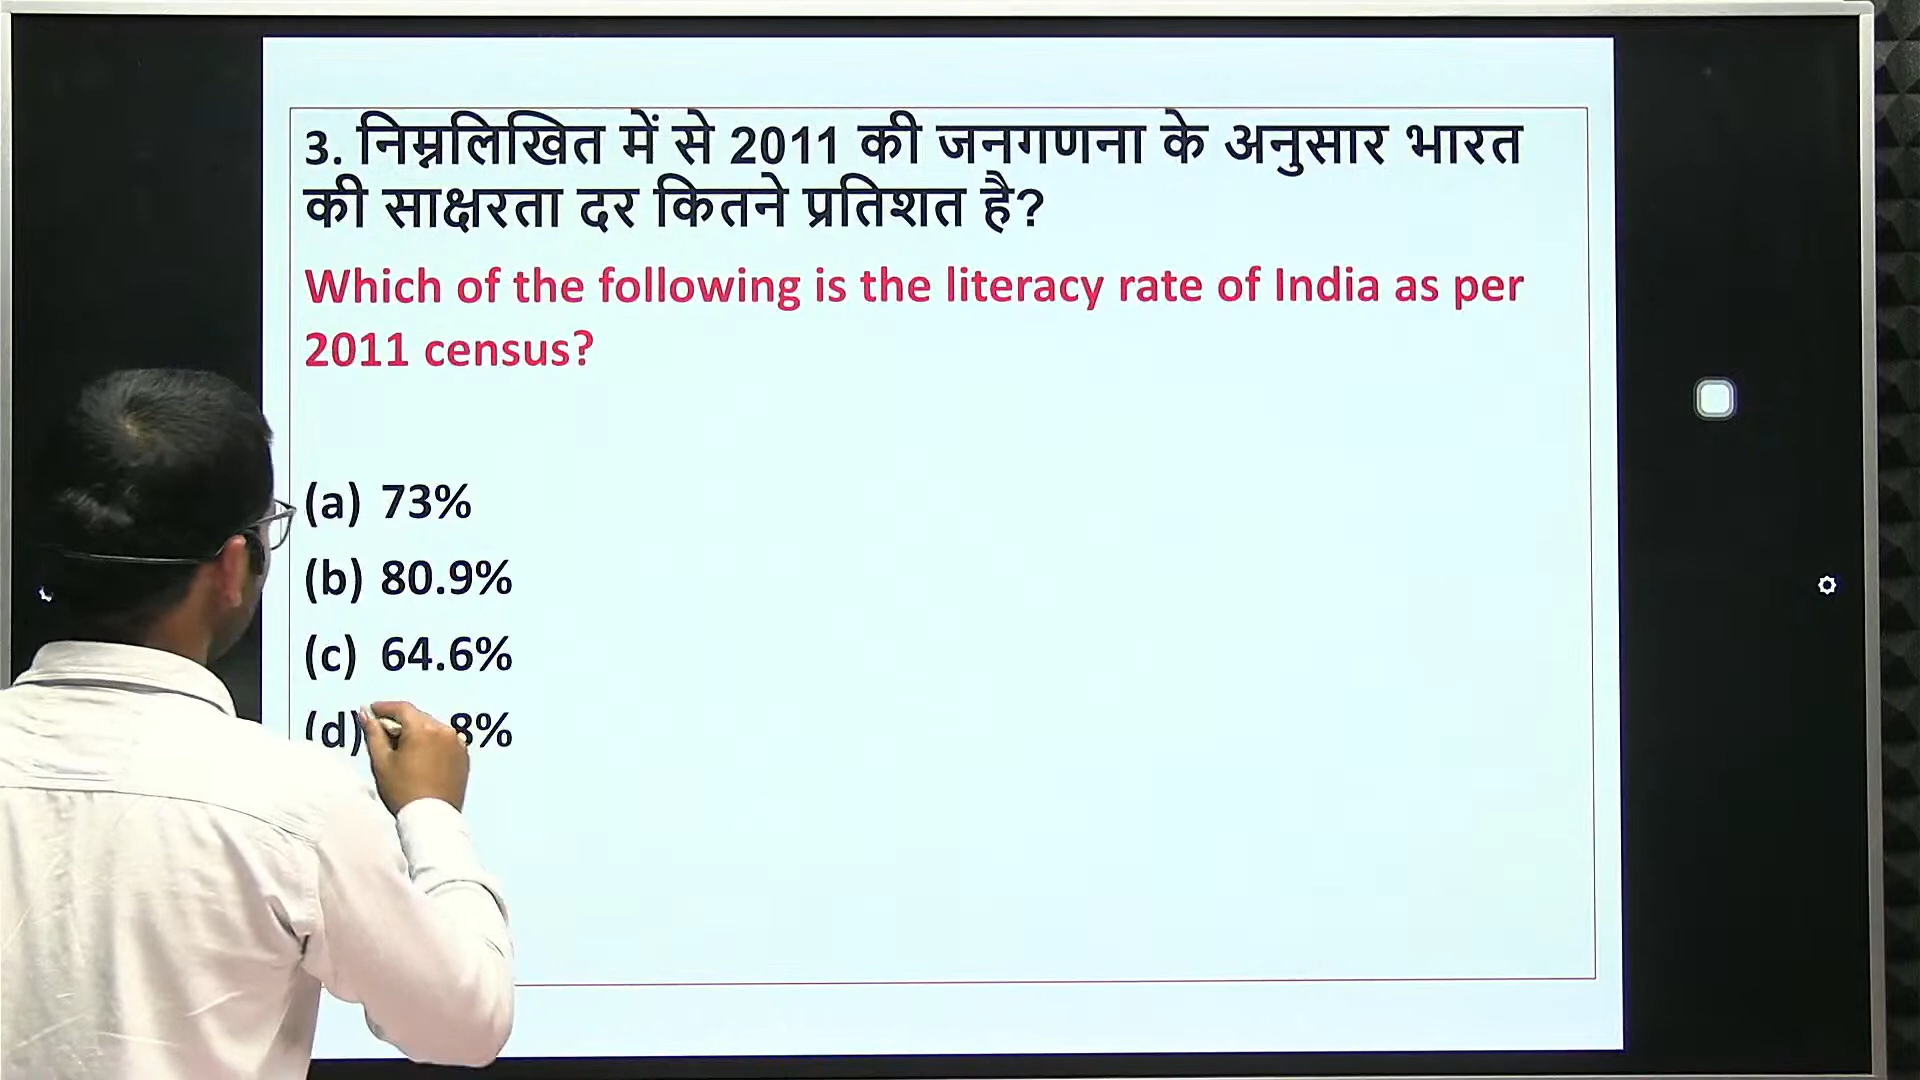 3. निम्नलिखित में से 2011 की जनगणना के अनुसार भारत
की साक्षरता दर कितने प्रतिशत है?
Which of the following is the literacy rate of India as per
2011 census?
(a) 73%
(b) 80.9%
(c) 64.6%
(d)